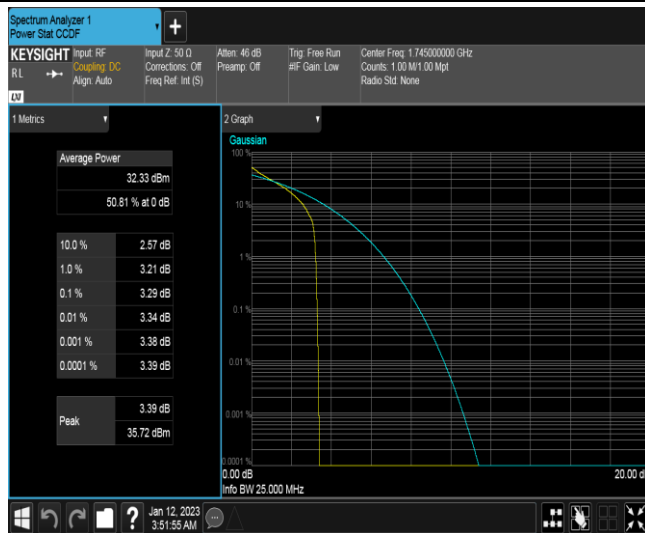 Spectrum Analyzer 1
Power Stat CCDF
+
KEYSIGHT
RL
LXI
Input: RF
Coupling: DC
Align: Auto
Input Z: 50 Ω
Corrections: Off
Freq Ref: Int (S)
Atten: 46 dB
Preamp: Off
Trig: Free Run
#IF Gain: Low
Center Freq: 1.745000000 GHz
Counts: 1.00 M/1.00 Mpt
Radio Std: None
1 Metrics
Average Power
32.33 dBm
50.81 % at 0 dB
10.0 % 2.57 dB
1.0 % 3.21 dB
0.1 % 3.29 dB
0.01 % 3.34 dB
0.001 % 3.38 dB
0.0001 % 3.39 dB
Peak
3.39 dB
35.72 dBm
2 Graph
Gaussian
100 %
10 %
1 %
0.1 %
0.01 %
0.001 %
0.0001 %
0.00 dB 20.00 d
Info BW 25.000 MHz
?
Jan 12, 2023
3:51:55 AM